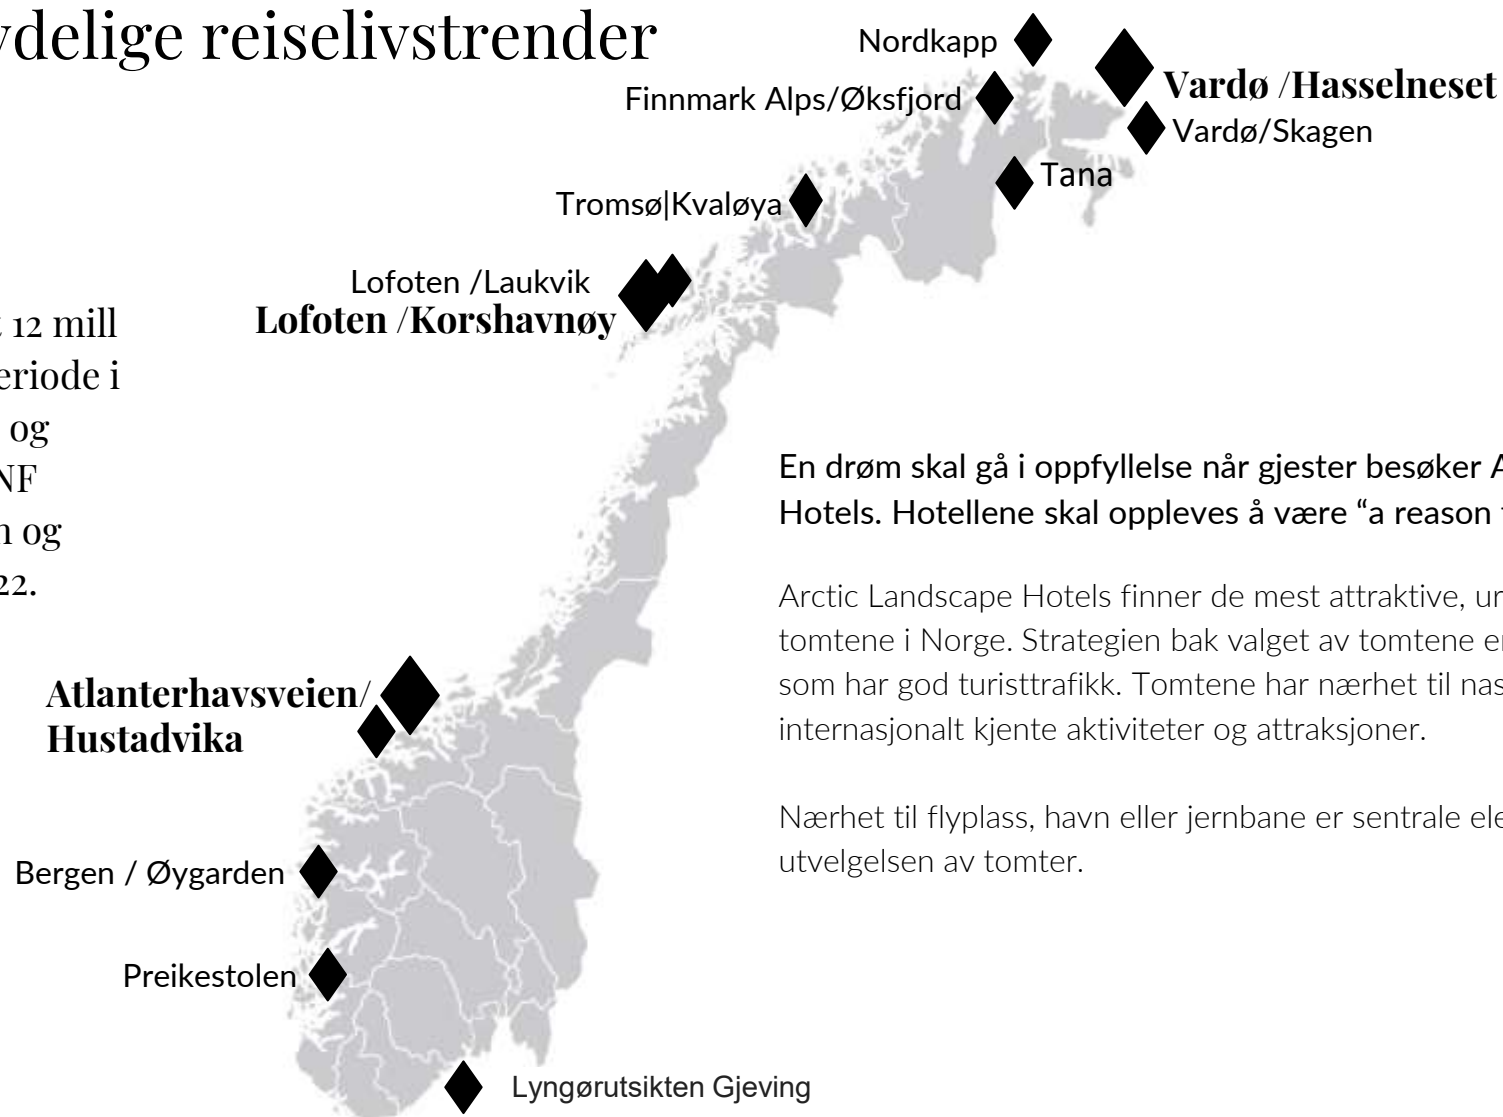 ydelige reiselivstrender
Nordkapp
Finnmark Alps/Øksfjord
Vardø /Hasselneset
Vardø/Skagen
Tana
Tromsø|Kvaløya
Lofoten /Laukvik
Lofoten /Korshavnøy
12 mill
eriode i
og
NF
n og
22.
En drøm skal gå i oppfyllelse når gjester besøker A
Hotels. Hotellene skal oppleves å være “a reason
Arctic Landscape Hotels finner de mest attraktive, ur
tomtene i Norge. Strategien bak valget av tomtene er
som har god turisttrafikk. Tomtene har nærhet til nas
internasjonalt kjente aktiviteter og attraksjoner.
Nærhet til flyplass, havn eller jernbane er sentrale ele
utvelgelsen av tomter.
Atlanterhavsveien/
Hustadvika
Bergen / Øygarden
Preikestolen
Lyngørutsikten Gjeving